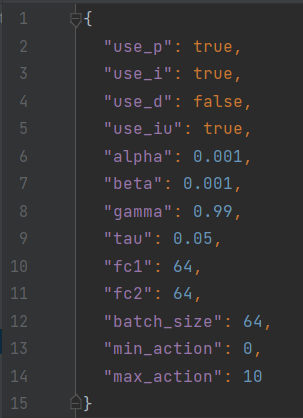 1 {
2 "use_p": true,
3 "use_i": true,
4 "use_d": false,
5 "use_iu": true,
6 "alpha": 0.001,
7 "beta": 0.001,
8 "gamma": 0.99,
9 "tau": 0.05,
10 "fc1": 64,
11 "fc2": 64,
12 "batch_size": 64,
13 "min_action": 0,
14 "max_action": 10
15 }